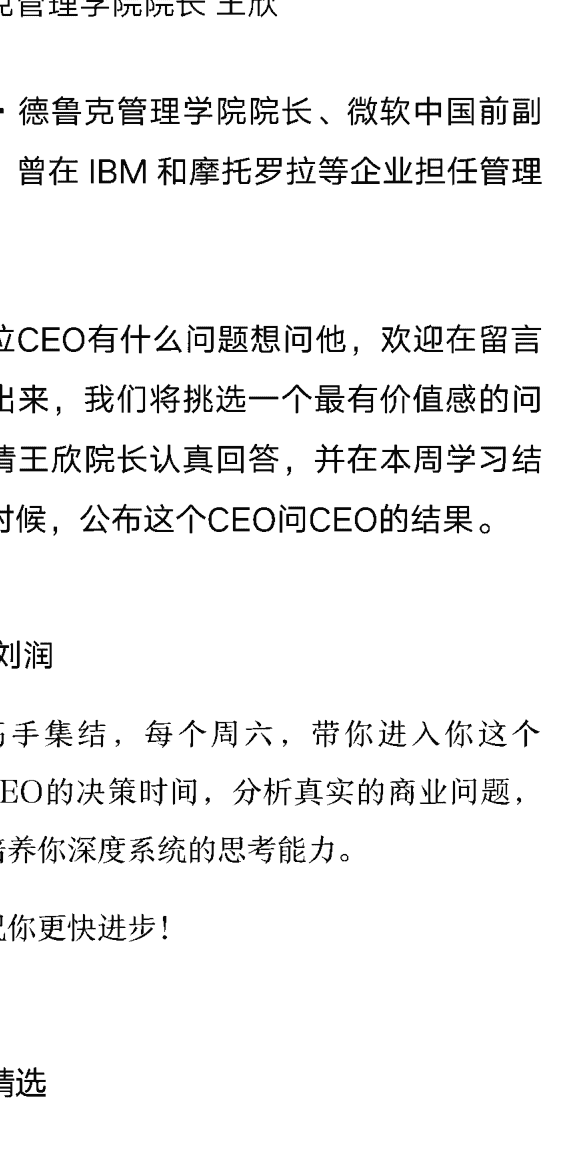 管理学院院长 王欣
德鲁克管理学院院长、微软中国前副
曾在 IBM 和摩托罗拉等企业担任管理
位CEO有什么问题想问他，欢迎在留言
出来，我们将挑选一个最有价值感的问
请王欣院长认真回答，并在本周学习结
时候，公布这个CEO问CEO的结果。
刘润
高手集结，每个周六，带你进入你这个
EO的决策时间，分析真实的商业问题，
培养你深度系统的思考能力。
你更快进步！
精选